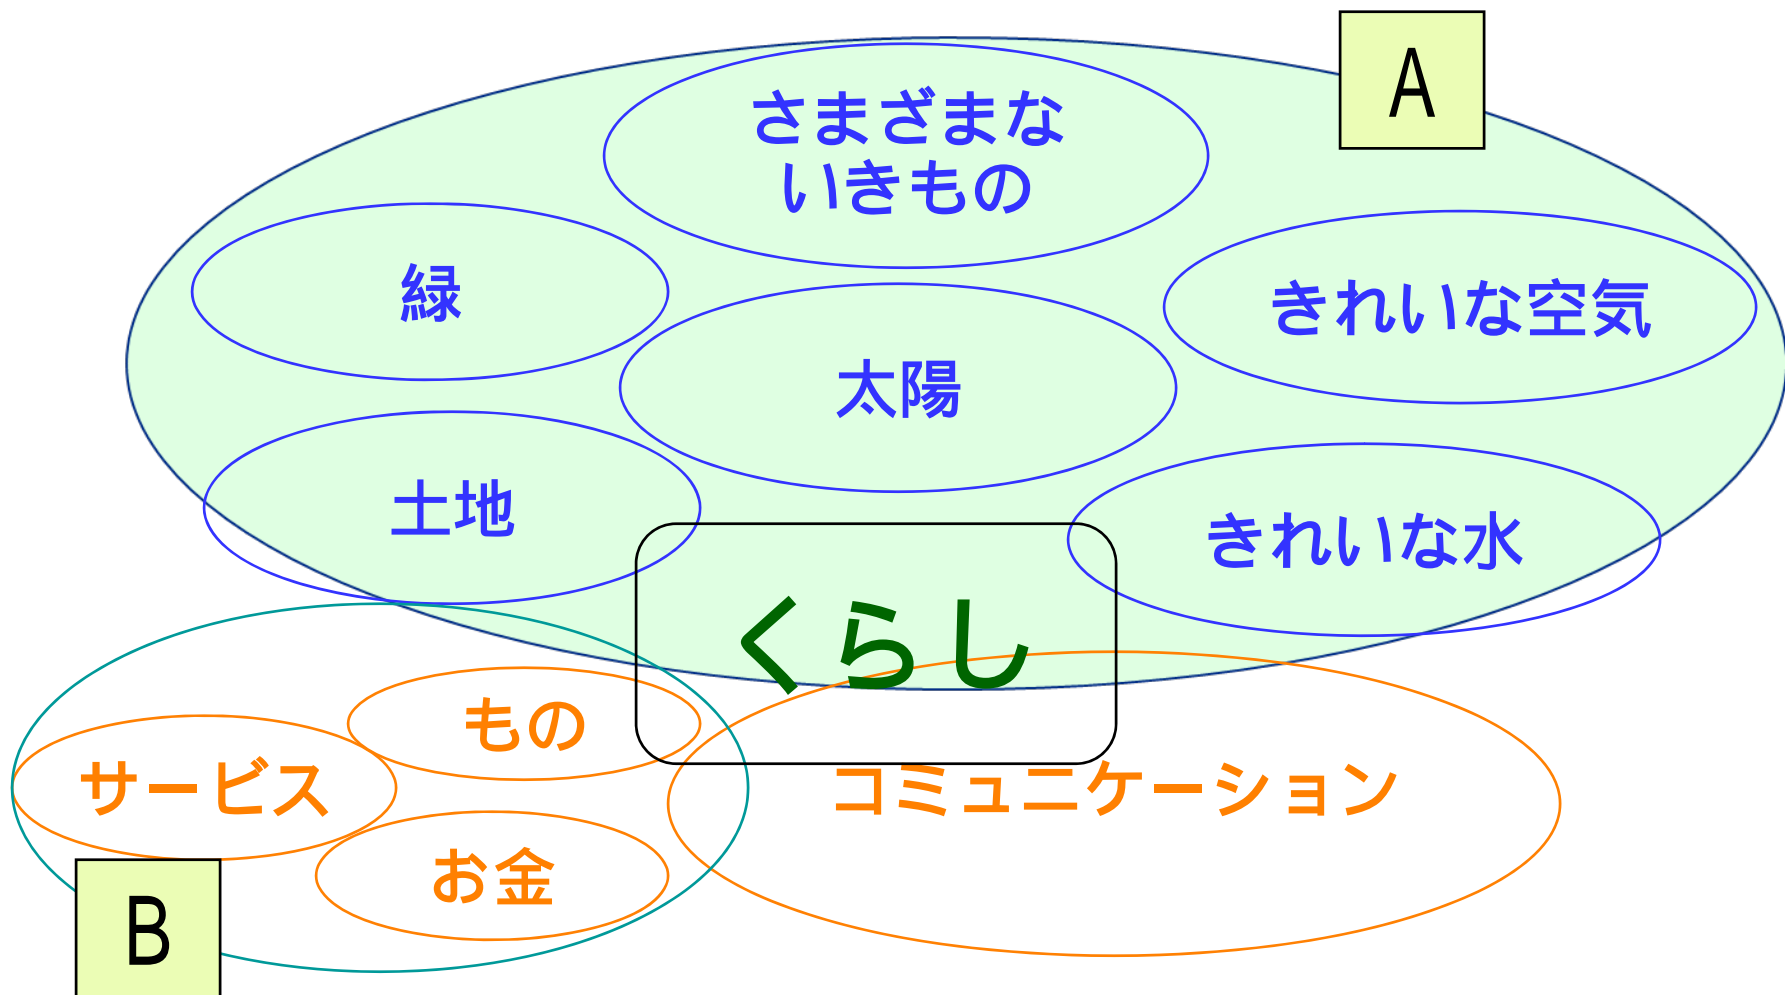 A
さまざまな
いきもの
緑
きれいな空気
太陽
土地
きれいな水
くらし
もの
サービス
コミュニケーション
お金
B